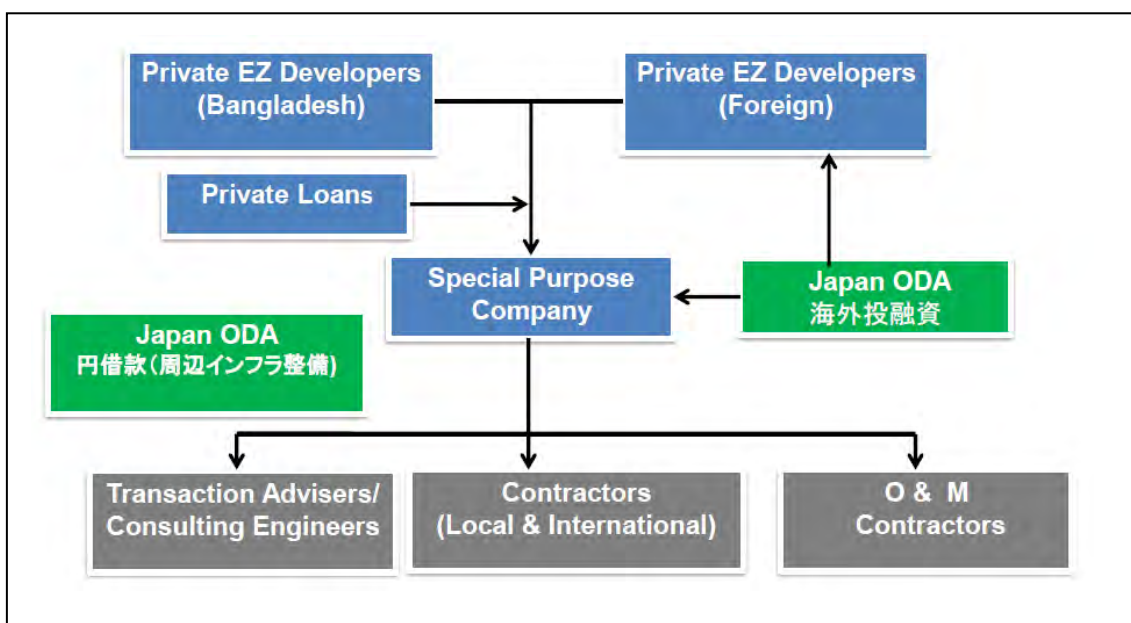 Private EZ Developers
(Bangladesh)
Private EZ Developers
(Foreign)
Private Loans
Special Purpose
Company
Japan ODA
海外投融資
Japan ODA
円借款(周辺インフラ整備)
Transaction Advisers/
Consulting Engineers
Contractors
(Local & International)
O & M
Contractors